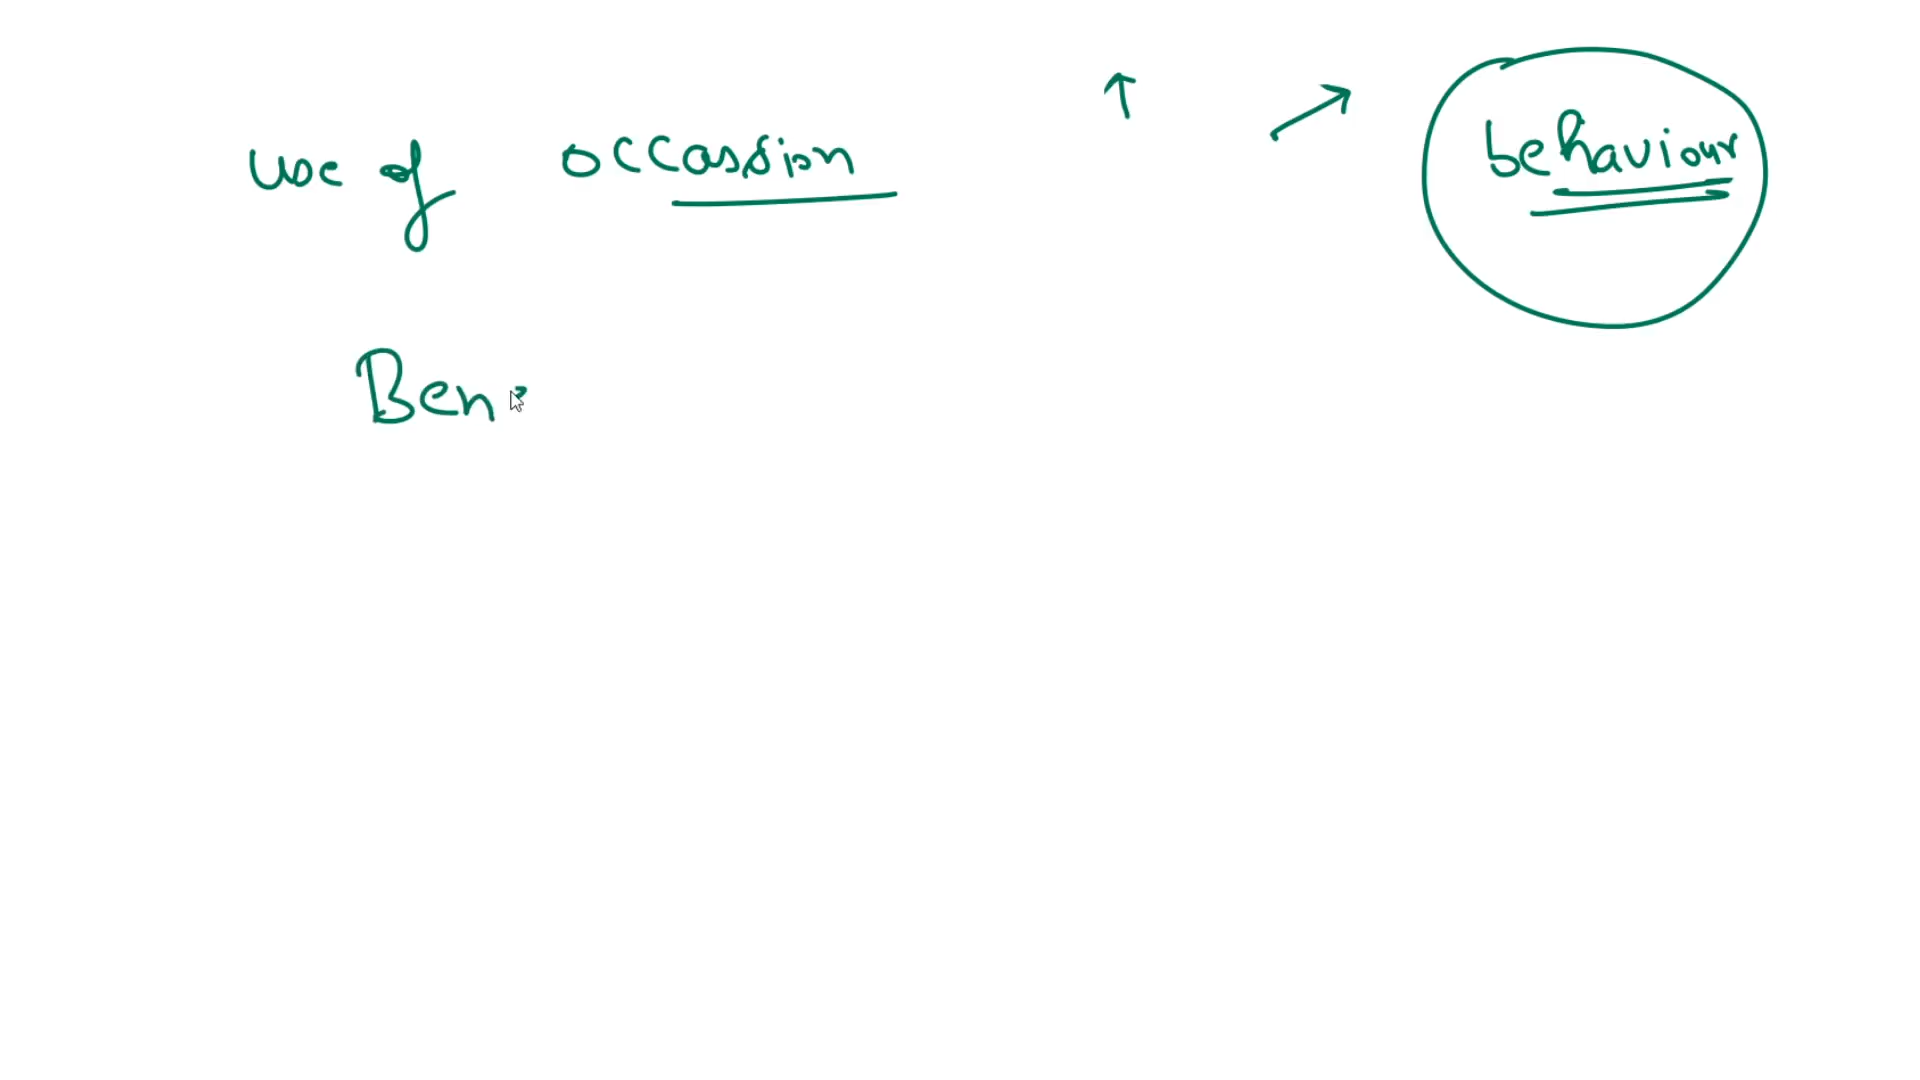 use of occassion ↑ ↗ behaviour
Ben